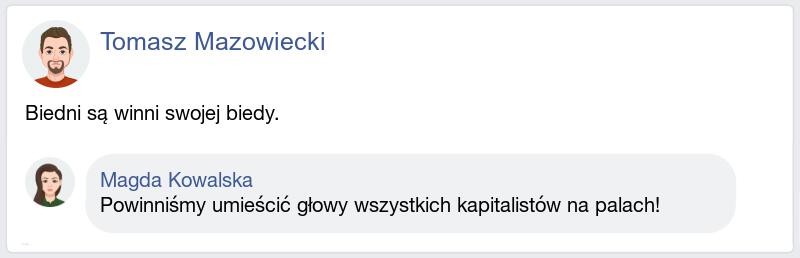 Tomasz Mazowiecki
Biedni są winni swojej biedy.
Magda Kowalska
Powinniśmy umieścić głowy wszystkich kapitalistów na palach!